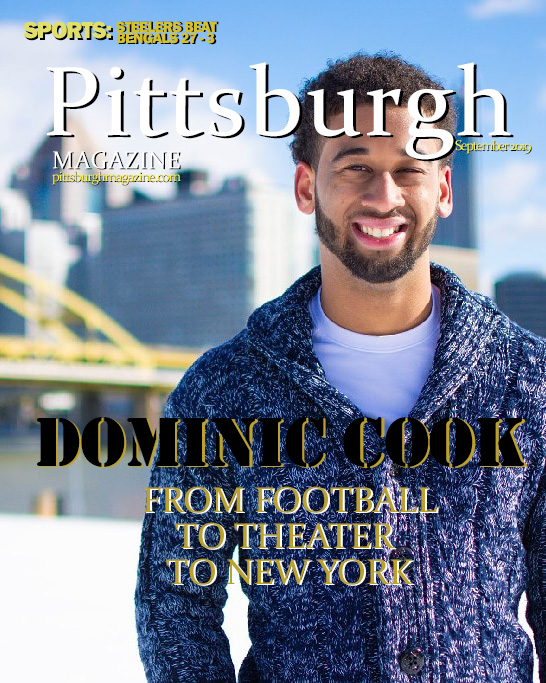 SPORTS: STEELERS BEAT
BENGALS 27 - 3
Pittsburgh
September 2019
MAGAZINE
pittsburghmagazine.com
DOMINIC COOK
FROM FOOTBALL
TO THEATER
TO NEW YORK